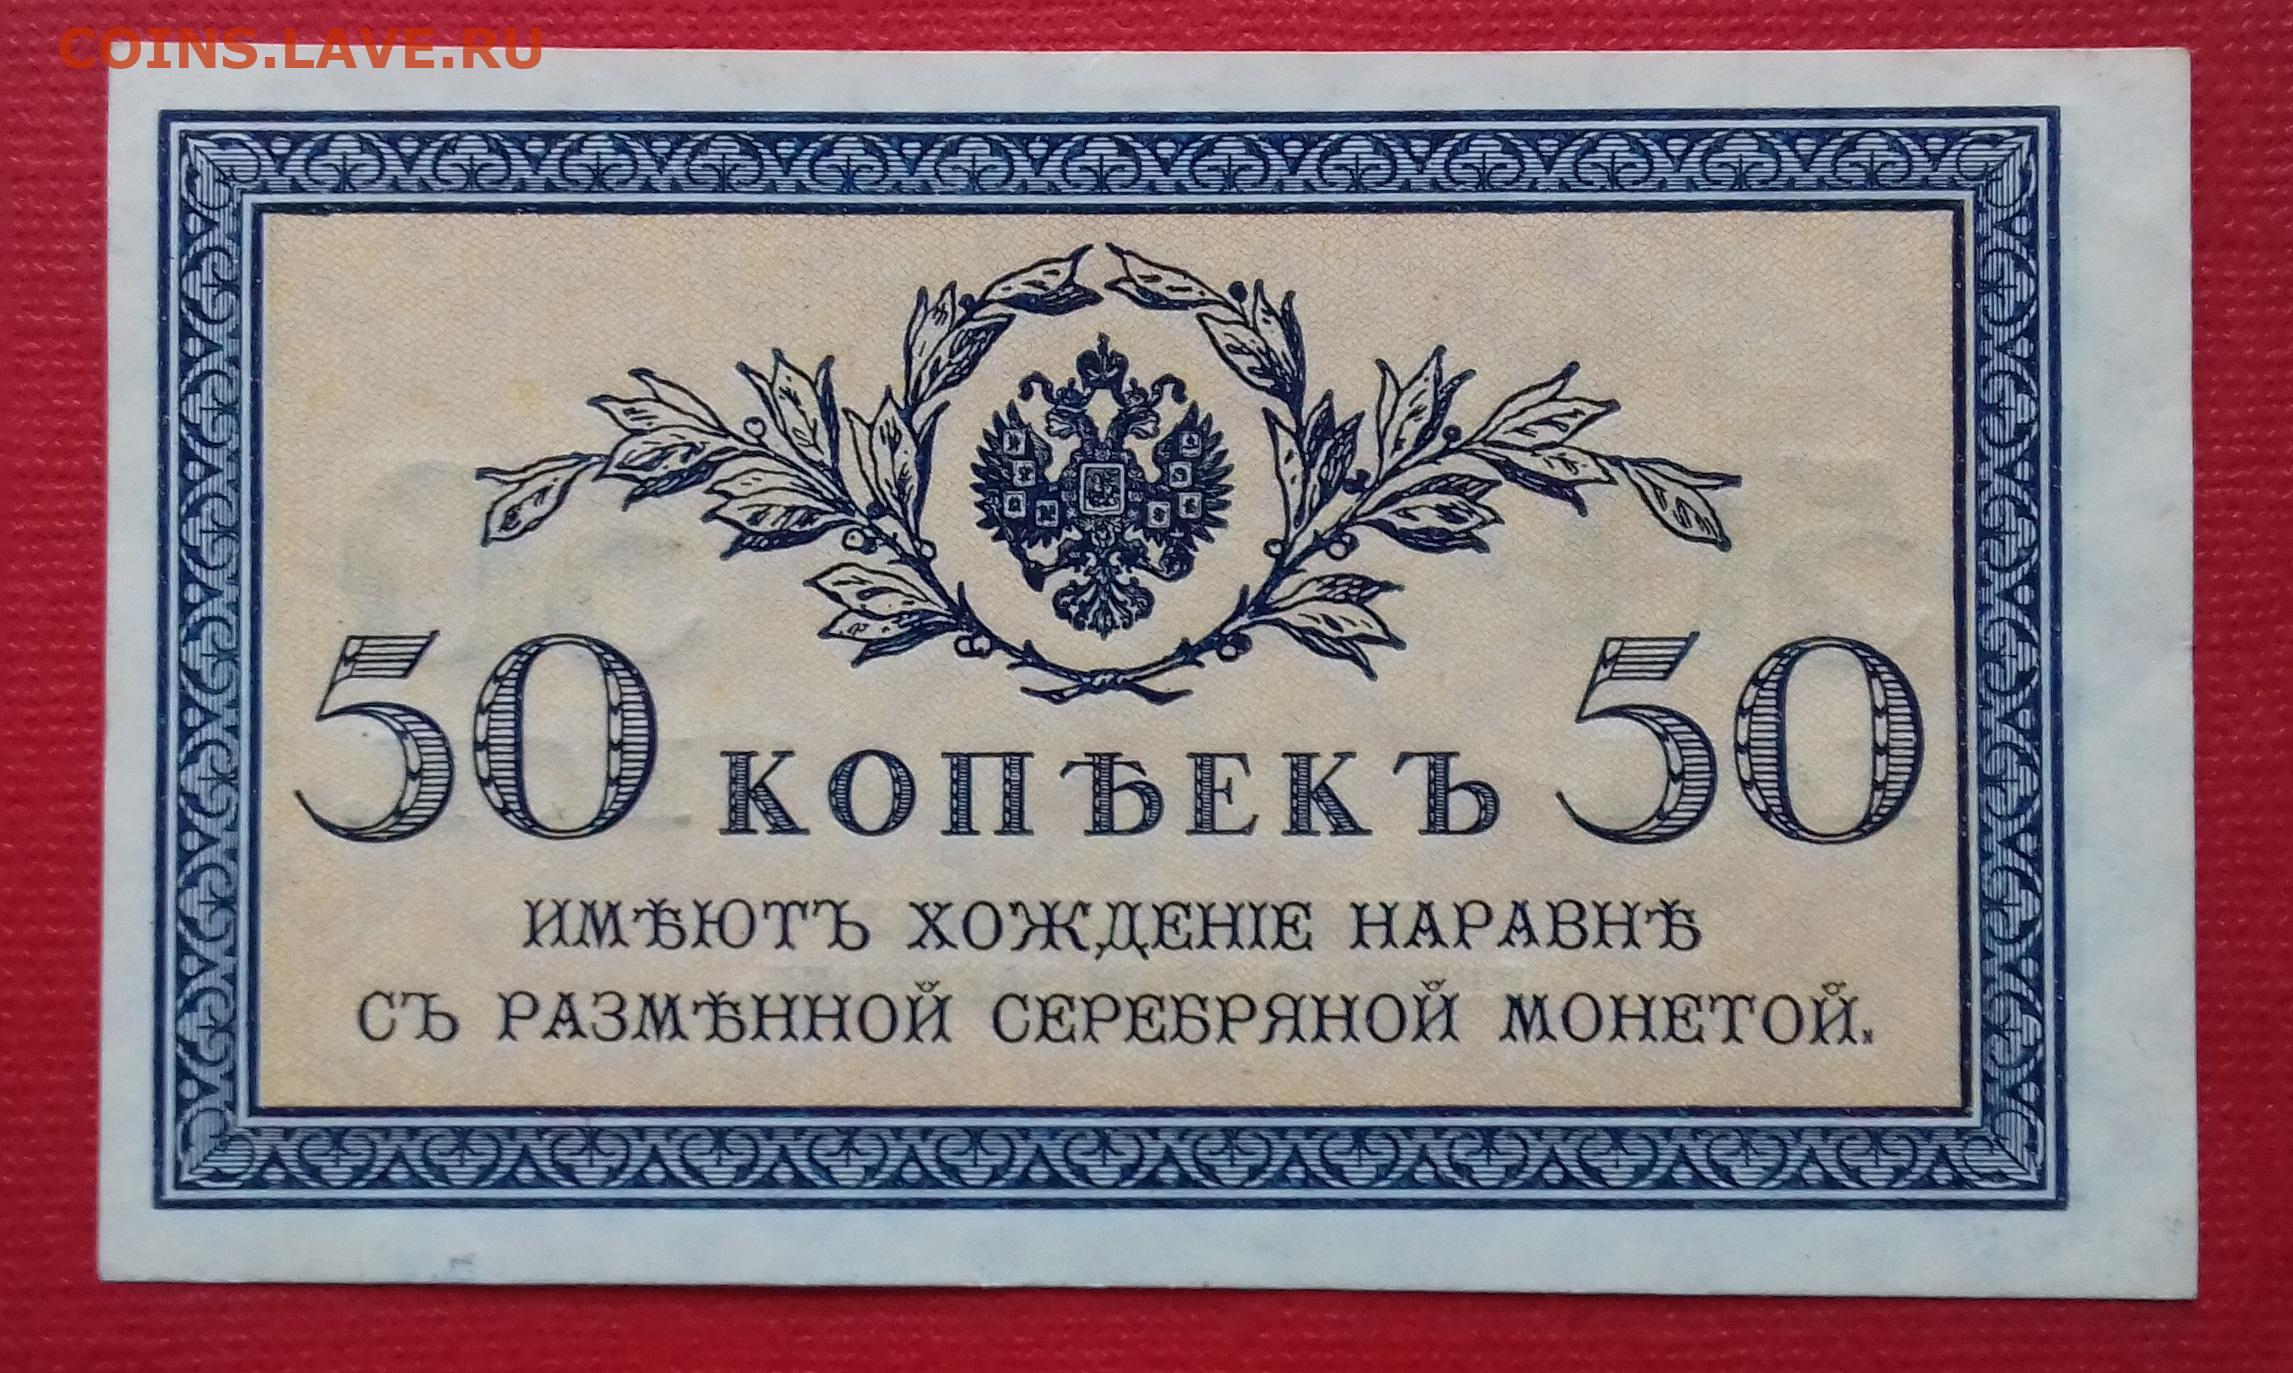 COINS.LAVE.RU
50 КОПѢЕКЪ 50
ИМѢЮТЪ ХОЖДЕНІЕ НАРАВНѢ
СЪ РАЗМѢННОЙ СЕРЕБРЯНОЙ МОНЕТОЙ.